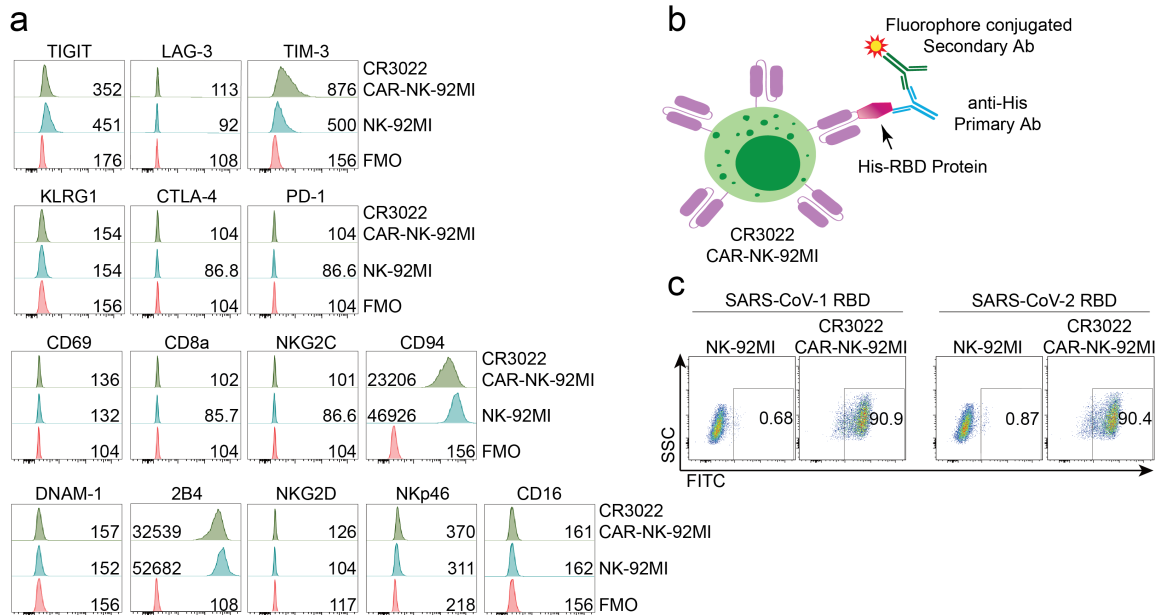 a
TIGIT LAG-3 TIM-3
352 113 876 CR3022
CAR-NK-92MI
451 92 500 NK-92MI
176 108 156 FMO
KLRG1 CTLA-4 PD-1
154 104 104 CR3022
CAR-NK-92MI
154 86.8 86.6 NK-92MI
156 104 104 FMO
CD69 CD8a NKG2C CD94
136 102 101 23206 CR3022
CAR-NK-92MI
132 85.7 86.6 46926 NK-92MI
104 104 104 156 FMO
DNAM-1 2B4 NKG2D NKp46 CD16
157 32539 126 370 161 CR3022
CAR-NK-92MI
152 52682 104 311 162 NK-92MI
156 108 117 218 156 FMO
b
Fluorophore conjugated
Secondary Ab
anti-His
Primary Ab
His-RBD Protein
CR3022
CAR-NK-92MI
c
SARS-CoV-1 RBD SARS-CoV-2 RBD
NK-92MI CR3022
CAR-NK-92MI NK-92MI CR3022
CAR-NK-92MI
0.68 90.9 0.87 90.4
SSC
FITC